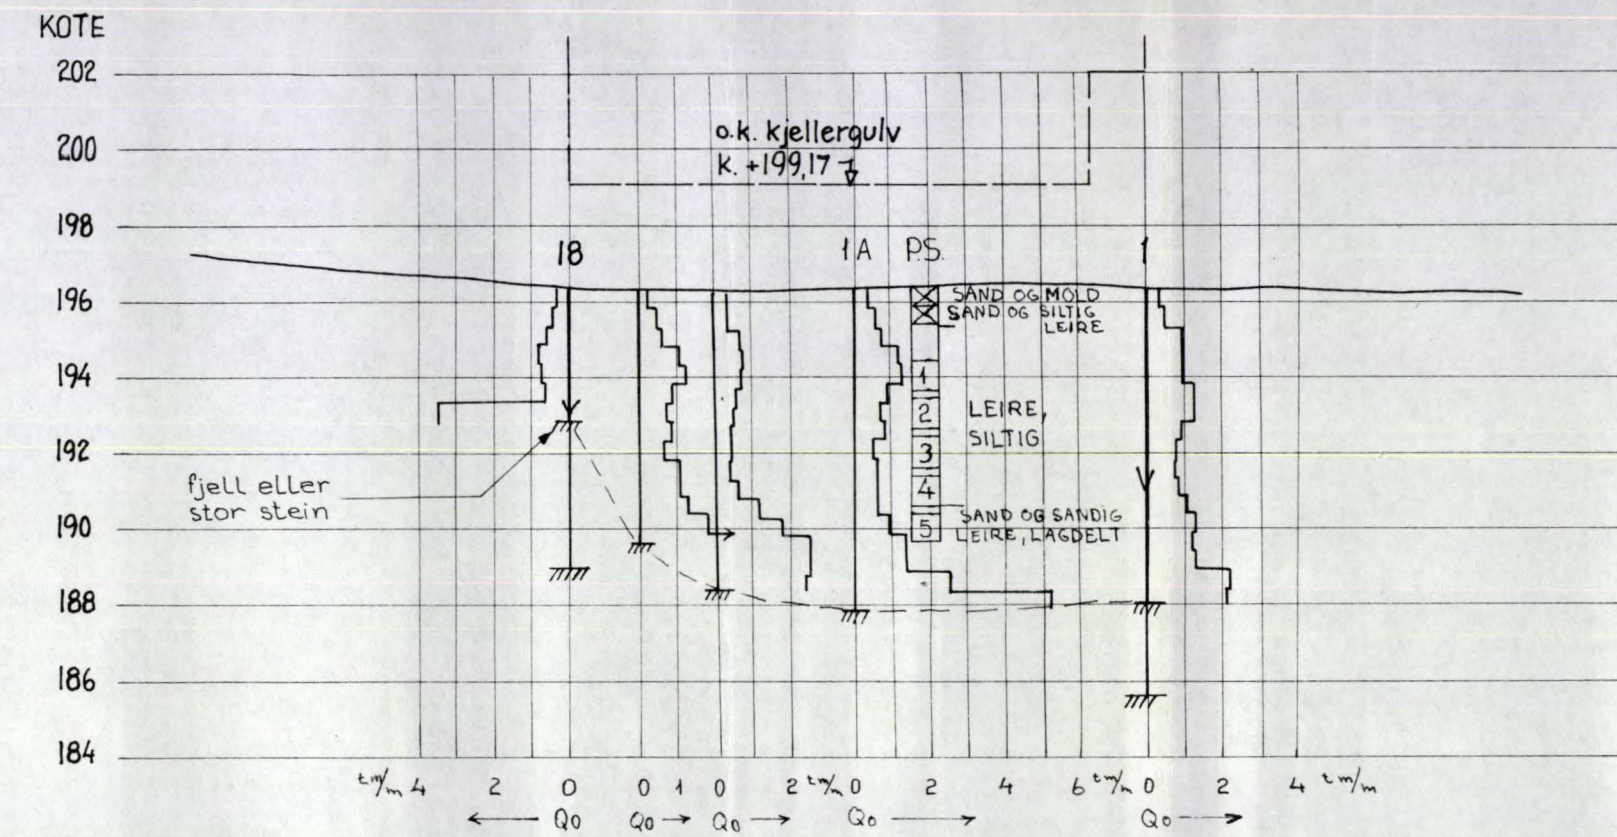 KOTE
202
200
198
196
194
192
190
188
186
184
o.k. kjellergulv
k. +199,17
18
1A P.S.
1
SAND OG MOLD
SAND OG SILTIG
LEIRE
1
2
3
4
5
LEIRE,
SILTIG
SAND OG SANDIG
LEIRE, LAGDELT
fjell eller
stor stein
t m/m 4 2 0 0 1 0 2 t m/m 0 2 4 6 t m/m 0 2 4 t m/m
Q0 Q0 Q0 Q0 Q0